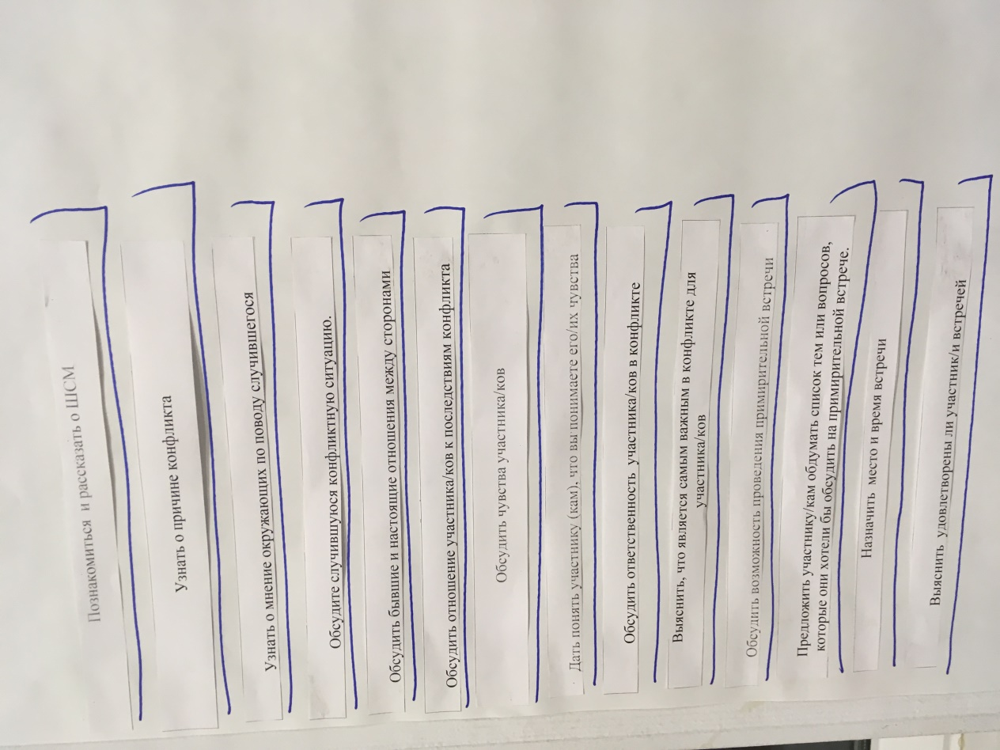 Познакомиться и рассказать о ШСМ
Узнать о причине конфликта
Узнать о мнение окружающих по поводу случившегося
Обсудите случившуюся конфликтную ситуацию.
Обсудить бывшие и настоящие отношения между сторонами
Обсудить отношение участника/ков к последствиям конфликта
Обсудить чувства участника/ков
Дать понять участнику (кам), что вы понимаете его/их чувства
Обсудить ответственность участника/ков в конфликте
Выяснить, что является самым важным в конфликте для
участника/ков
Обсудить возможность проведения примирительной встречи
Предложить участнику/кам обдумать список тем или вопросов,
которые они хотели бы обсудить на примирительной встрече.
Назначить место и время встречи
Выяснить удовлетворены ли участник/и встречей